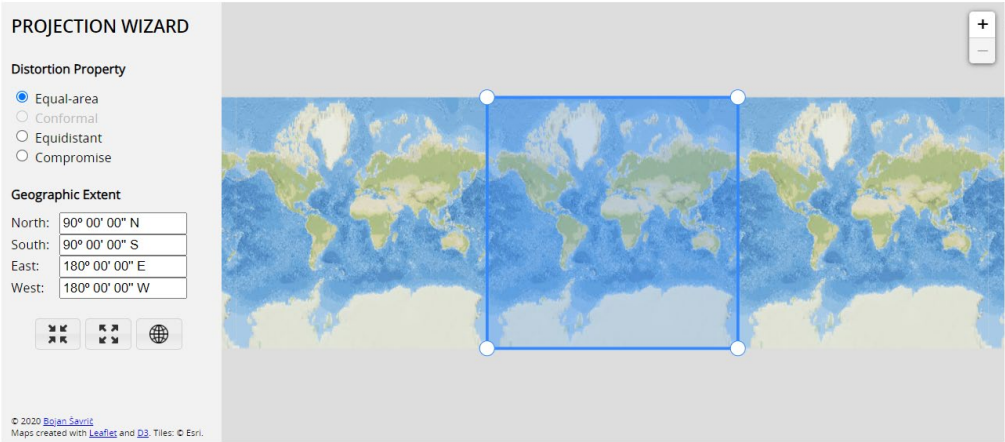 PROJECTION WIZARD
Distortion Property
Equal-area
Conformal
Equidistant
Compromise
Geographic Extent
North: 90º 00' 00" N
South: 90º 00' 00" S
East: 180º 00' 00" E
West: 180º 00' 00" W
© 2020 Bojan Šavrič
Maps created with Leaflet and D3. Tiles: © Esri.
+
−